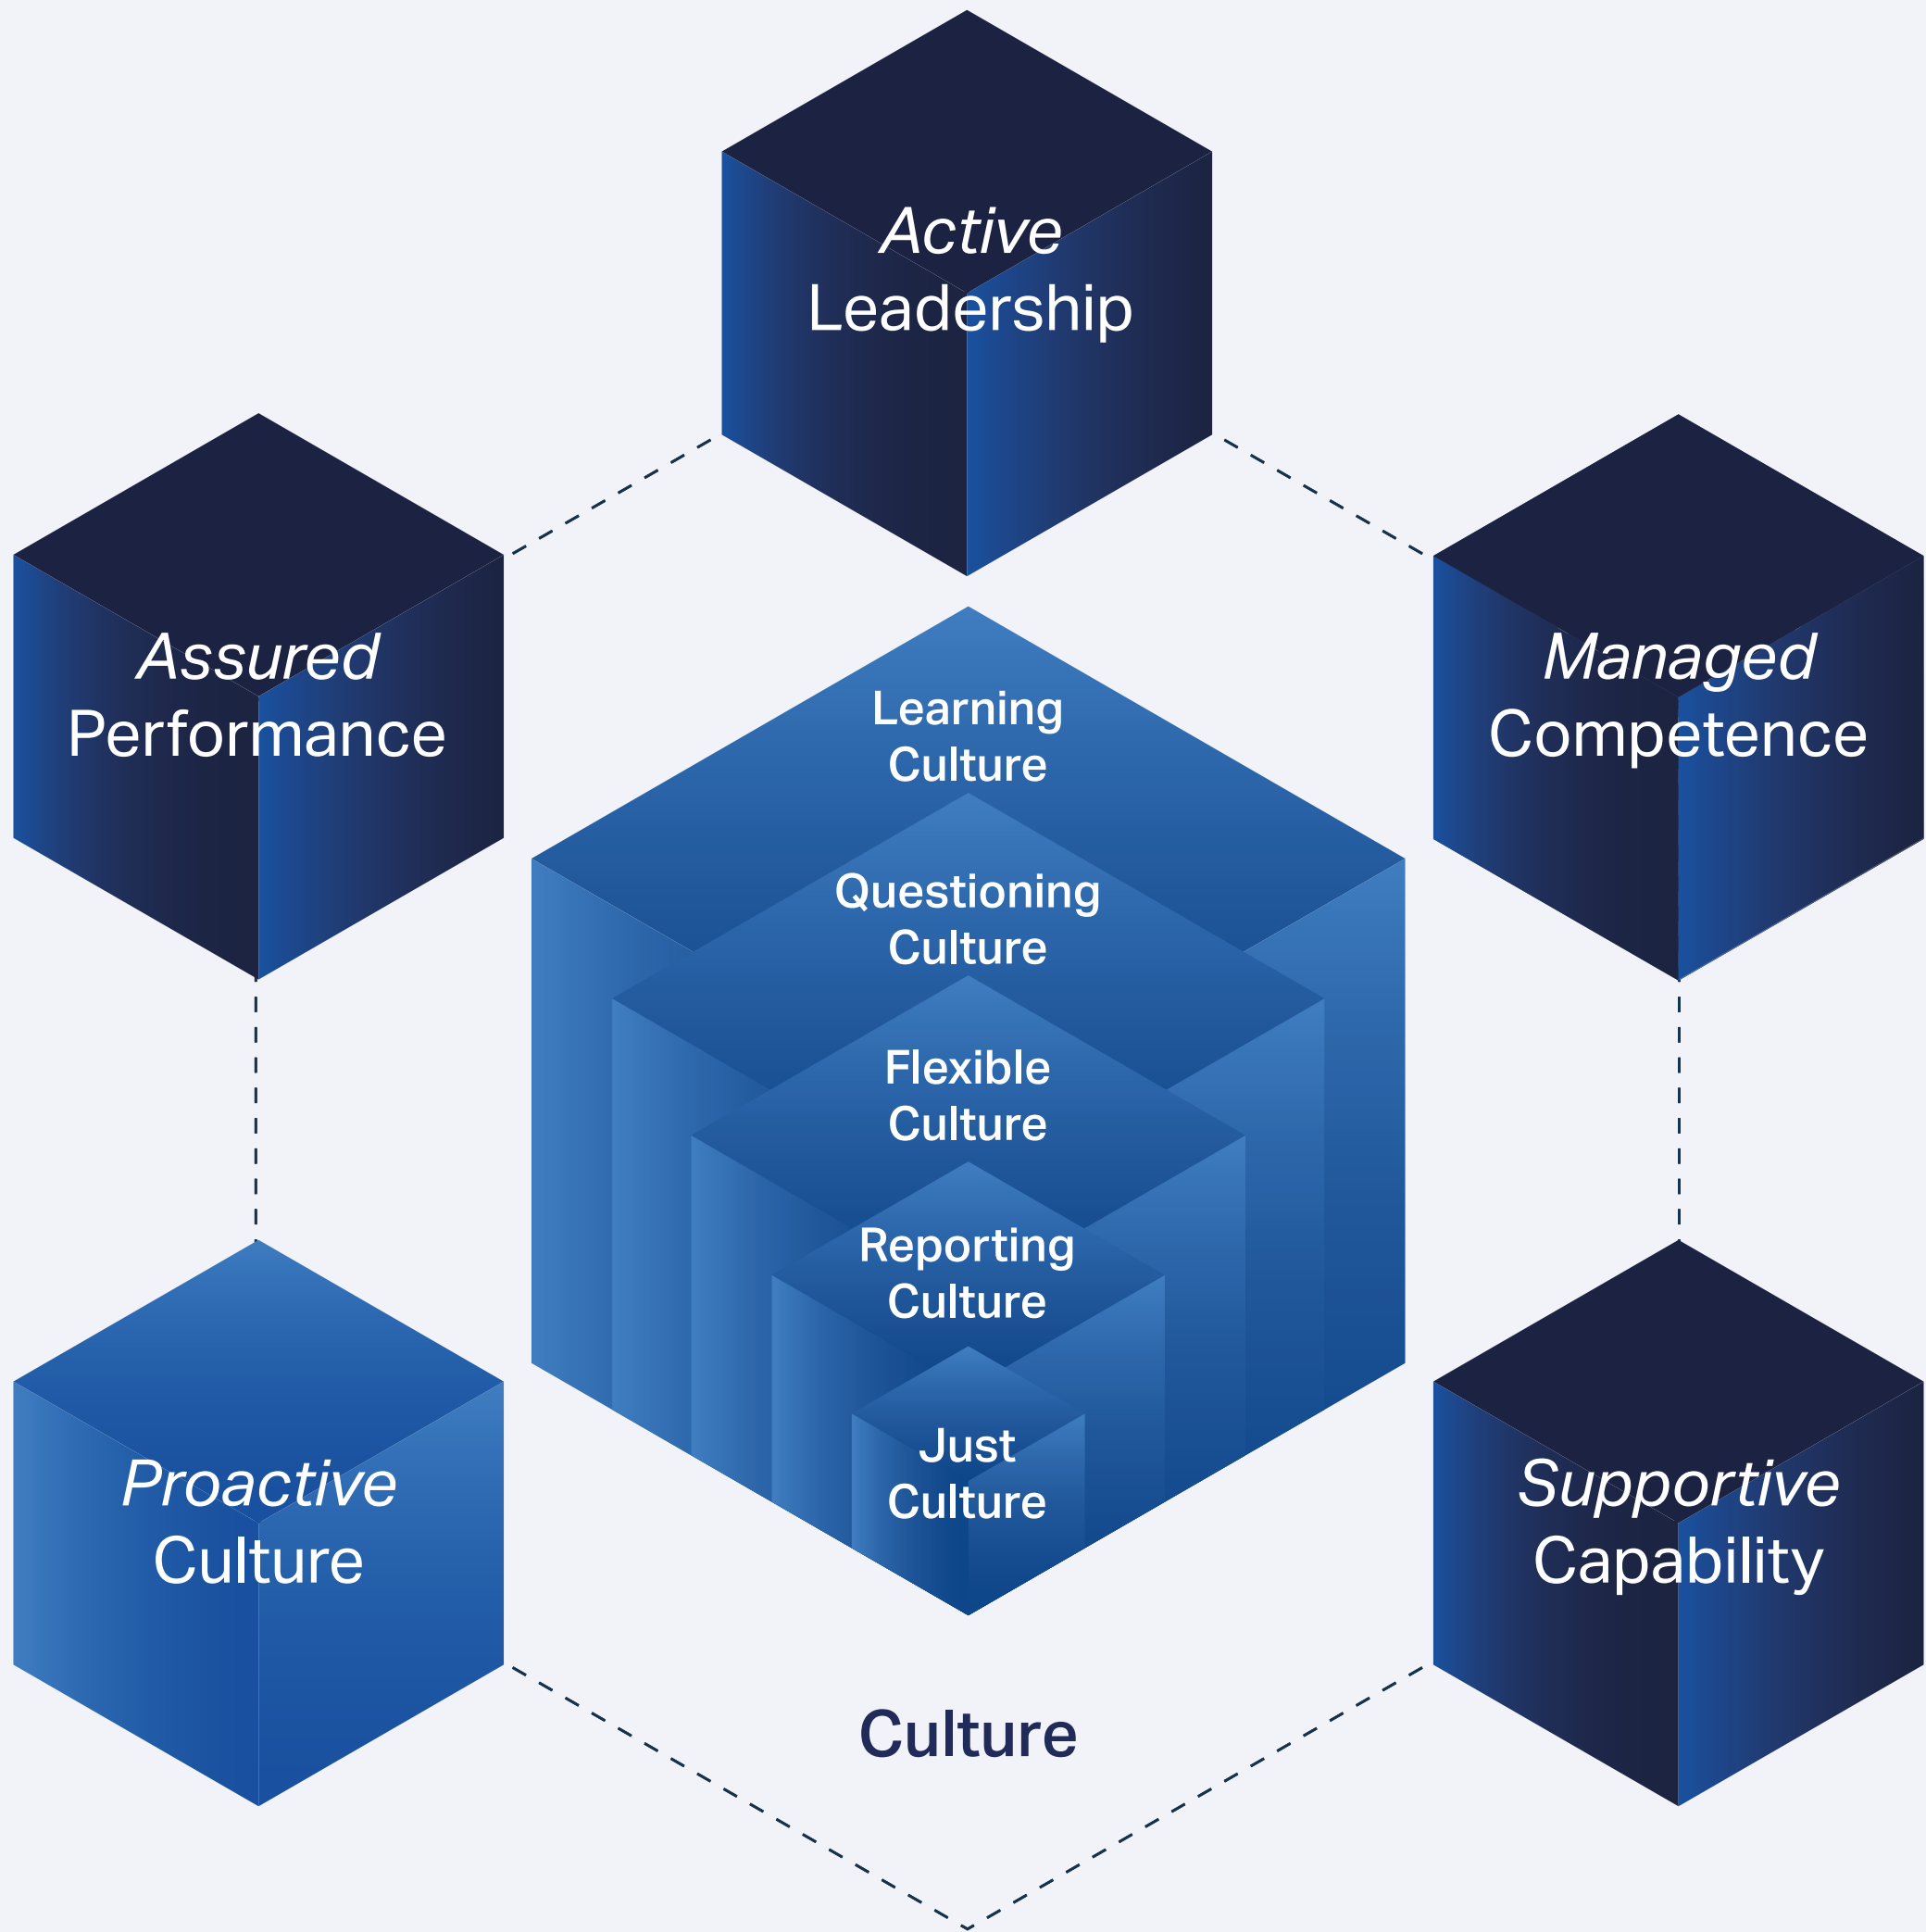 Active
Leadership
Assured
Performance
Managed
Competence
Learning
Culture
Questioning
Culture
Flexible
Culture
Reporting
Culture
Just
Culture
Proactive
Culture
Supportive
Capability
Culture